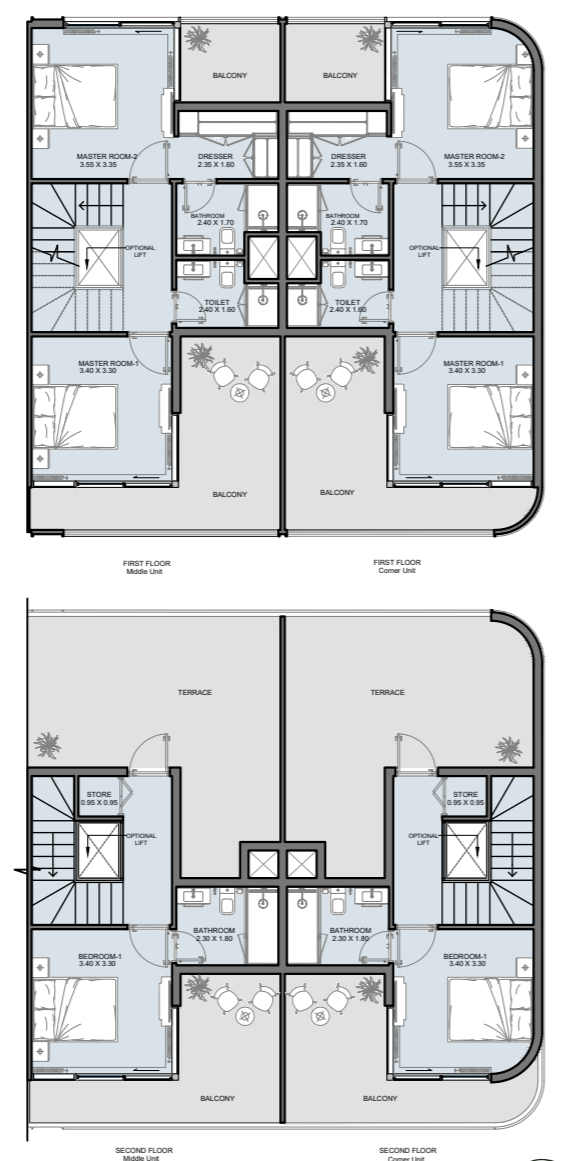 BALCONY
BALCONY
MASTER ROOM-2
3.55 X 3.35
DRESSER
2.35 X 1.60
DRESSER
2.35 X 1.60
MASTER ROOM-2
3.55 X 3.35
BATHROOM
2.40 X 1.70
BATHROOM
2.40 X 1.70
OPTIONAL
LIFT
OPTIONAL
LIFT
TOILET
2.40 X 1.60
TOILET
2.40 X 1.60
MASTER ROOM-1
3.40 X 3.30
MASTER ROOM-1
3.40 X 3.30
BALCONY
BALCONY
FIRST FLOOR
Middle Unit
FIRST FLOOR
Corner Unit
TERRACE
TERRACE
STORE
0.95 X 0.95
STORE
0.95 X 0.95
OPTIONAL
LIFT
OPTIONAL
LIFT
BATHROOM
2.30 X 1.80
BATHROOM
2.30 X 1.80
BEDROOM-1
3.40 X 3.30
BEDROOM-1
3.40 X 3.30
BALCONY
BALCONY
SECOND FLOOR
Middle Unit
SECOND FLOOR
Corner Unit